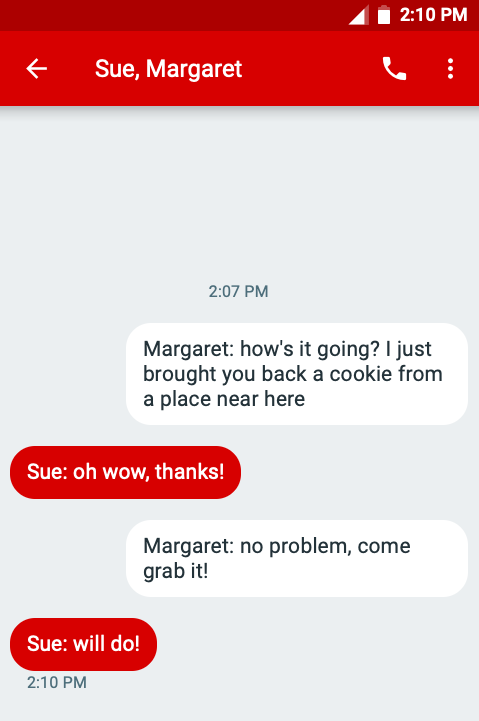 2:10 PM
Sue, Margaret
2:07 PM
Margaret: how's it going? I just
brought you back a cookie from
a place near here
Sue: oh wow, thanks!
Margaret: no problem, come
grab it!
Sue: will do!
2:10 PM